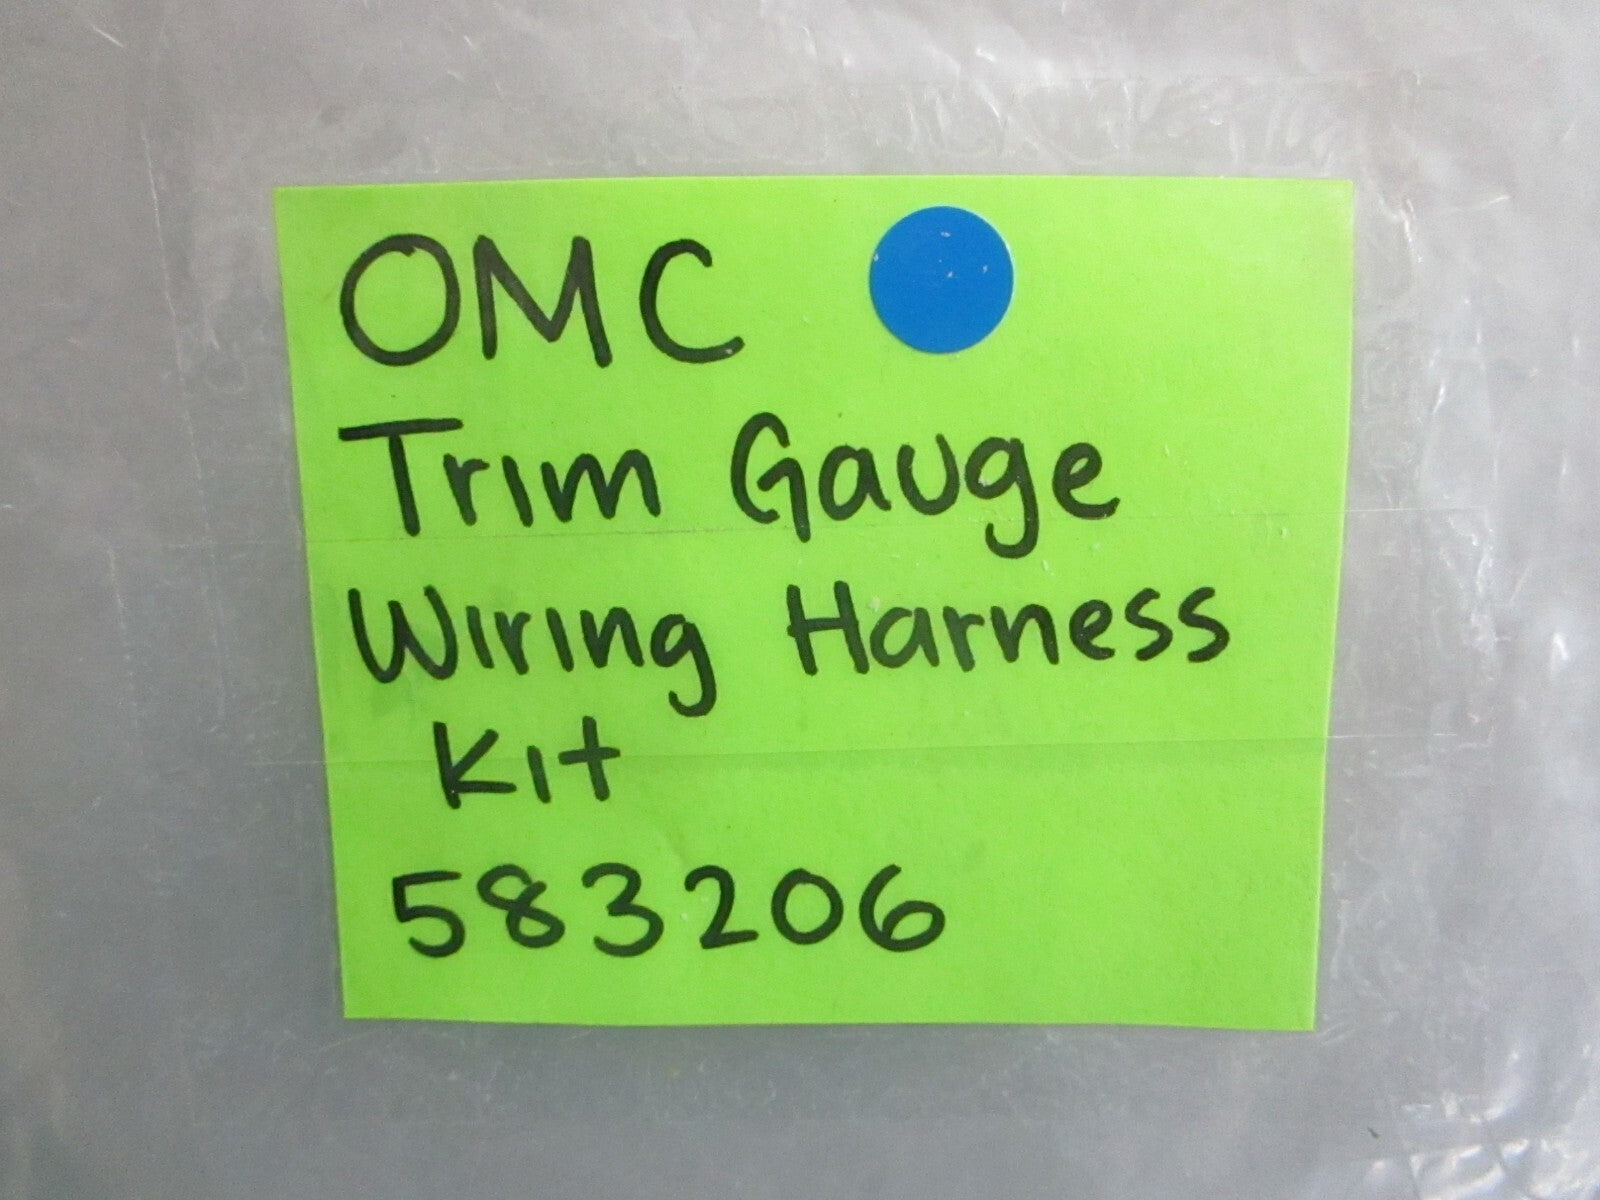 OMC
Trim Gauge
Wiring Harness
Kit
583206